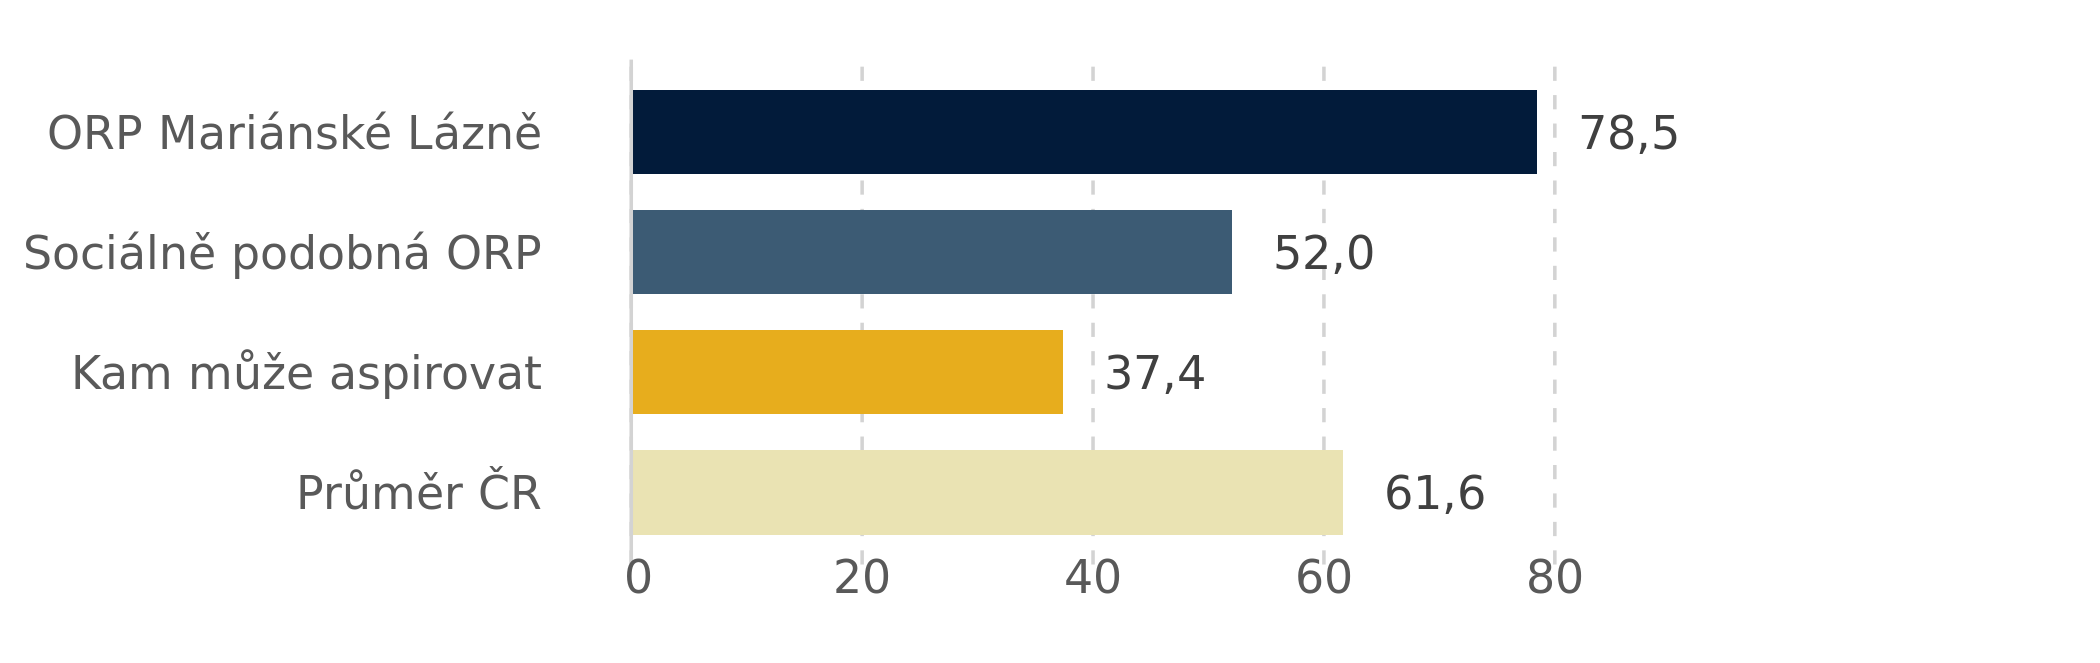 ORP Mariánské Lázně 78,5
Sociálně podobná ORP 52,0
Kam může aspirovat 37,4
Průměr ČR 61,6
0 20 40 60 80